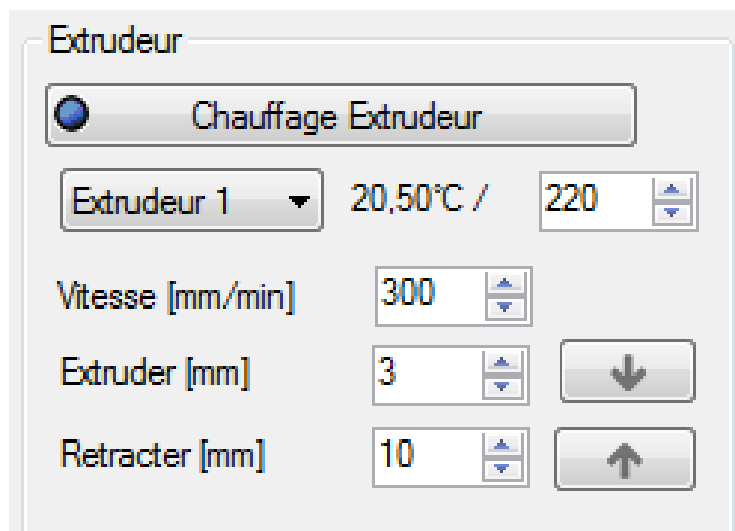 Extrudeur
Chauffage Extrudeur
Extrudeur 1 20,50°C / 220
Vitesse [mm/min] 300
Extruder [mm] 3
Retracter [mm] 10